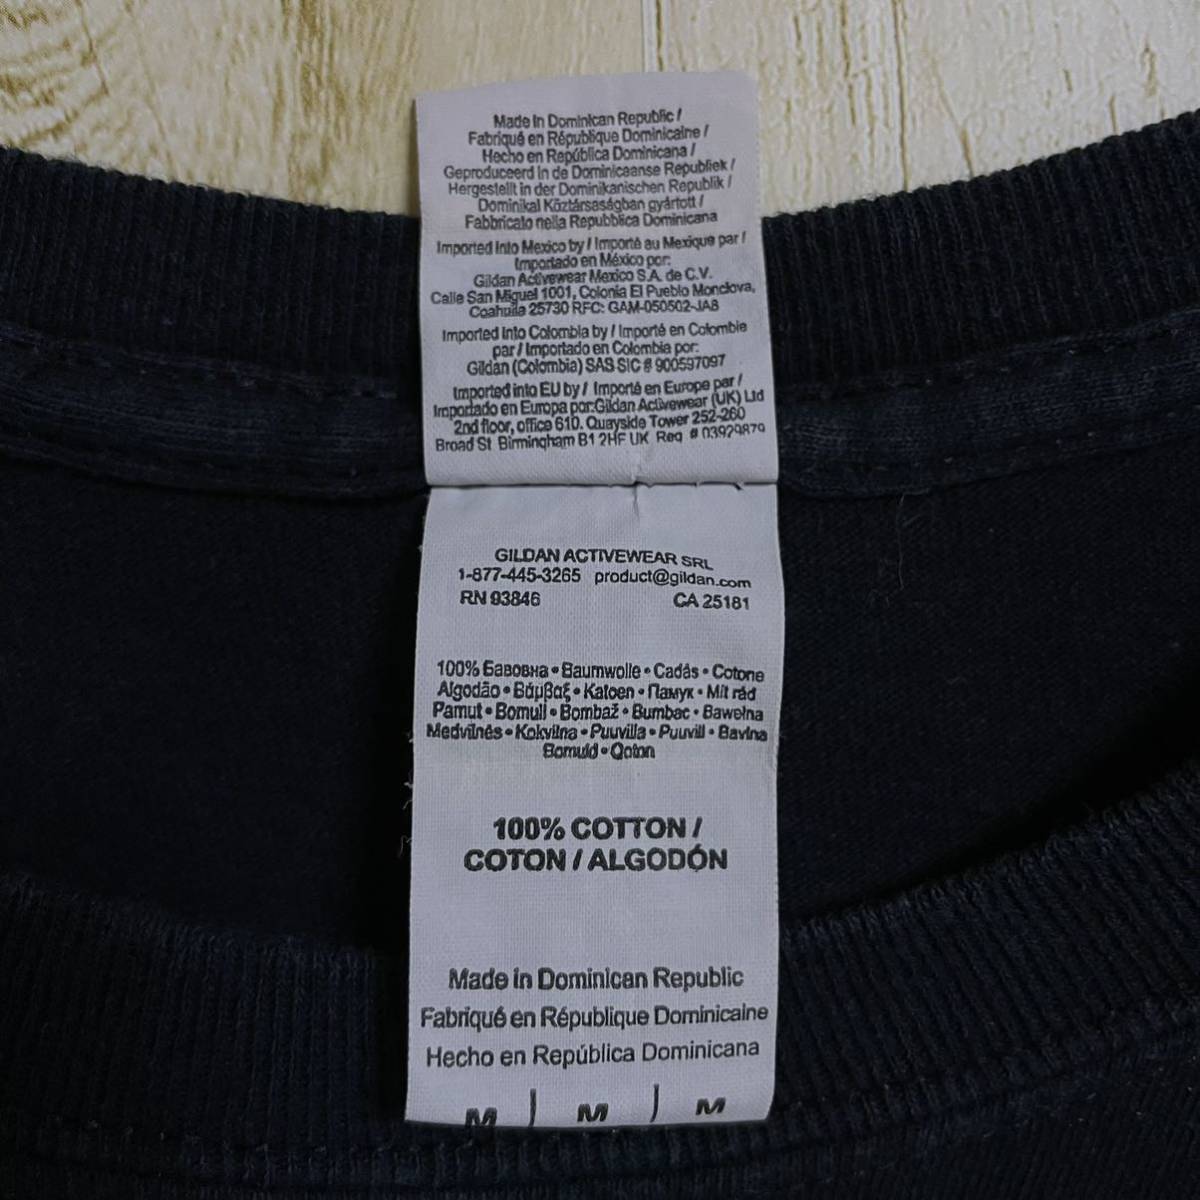 Made in Dominican Republic /
Fabriqué en République Dominicaine /
Hecho en República Dominicana /
Geproduceerd in de Dominicaanse Republiek /
Hergestellt in der Dominikanischen Republik /
Dominikai Köztársaságban gyártott /
Fabbricato nella Repubblica Dominicana
Imported into Mexico by / Importé au Mexique par /
Importado en México por:
Gildan Activewear Mexico S.A. de C.V.
Calle San Miguel 1001, Colonia El Pueblo Monclova,
Coahuila 25730 RFC: GAM-050502-JA8
Imported into Colombia by / Importé en Colombie
par / Importado en Colombia por:
Gildan (Colombia) SAS SIC # 900597097
Imported into EU by / Importé en Europe par /
Importado en Europa por:Gildan Activewear (UK) Ltd
2nd floor, office 610. Quayside Tower 252-260
Broad St Birmingham B1 2HF UK Reg # 03929879
GILDAN ACTIVEWEAR SRL
1-877-445-3265 product@gildan.com
RN 93846 CA 25181
100% Бавовна • Baumwolle • Cadás • Cotone
Algodão • Βάμβαξ • Katoen • Памук • Mit rád
Pamut • Bomull • Bombaž • Bumbac • Bawełna
Medvilnės • Kokvilna • Puuvilla • Puuvill • Bavlna
Bomuld • Qoton
100% COTTON /
COTON / ALGODÓN
Made in Dominican Republic
Fabriqué en République Dominicaine
Hecho en República Dominicana
M / M / M